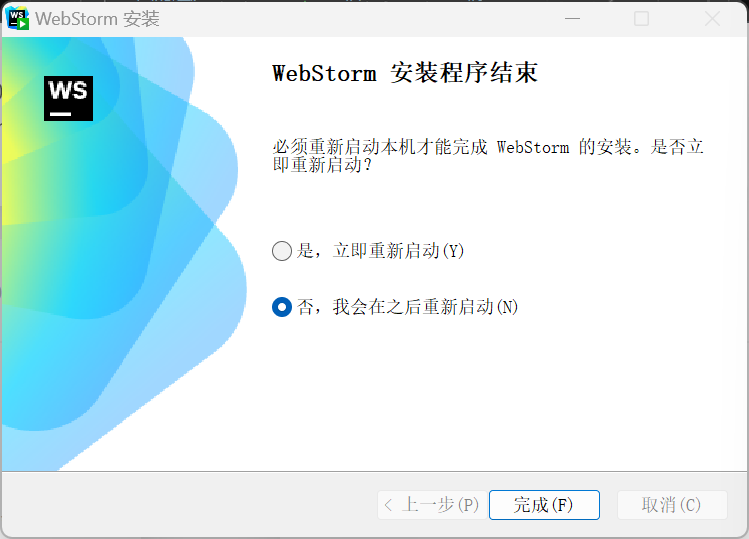 WebStorm 安装
WS
WebStorm 安装程序结束
必须重新启动本机才能完成 WebStorm 的安装。是否立
即重新启动？
是，立即重新启动(Y)
否，我会在之后重新启动(N)
< 上一步(P)
完成(F)
取消(C)